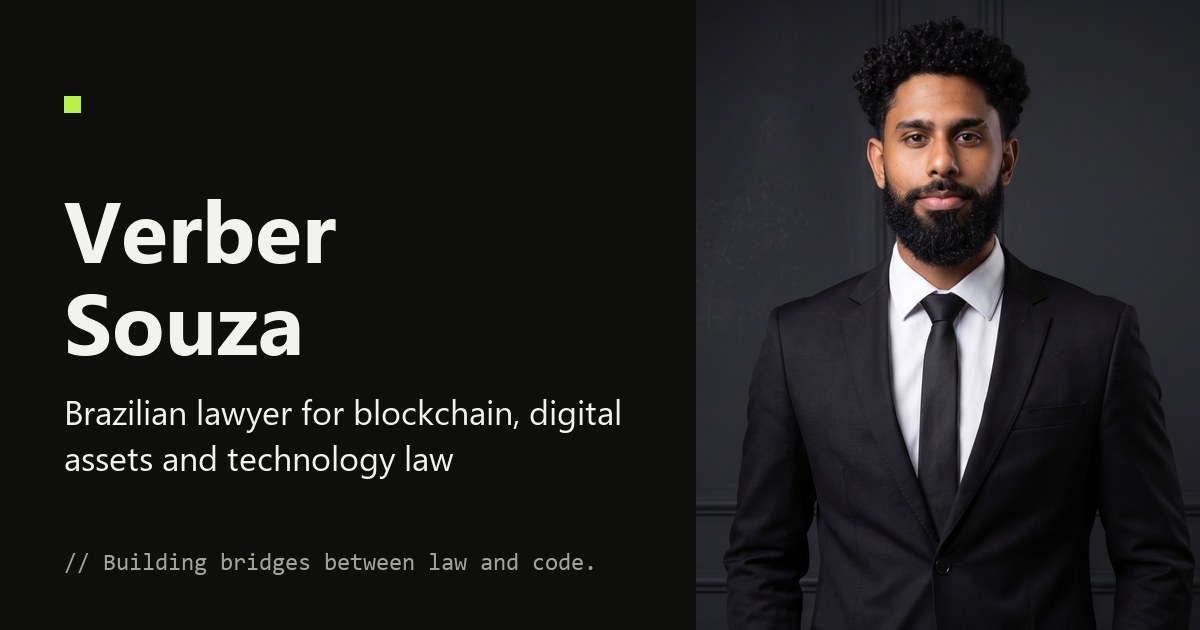 Verber
Souza
Brazilian lawyer for blockchain, digital
assets and technology law
// Building bridges between law and code.